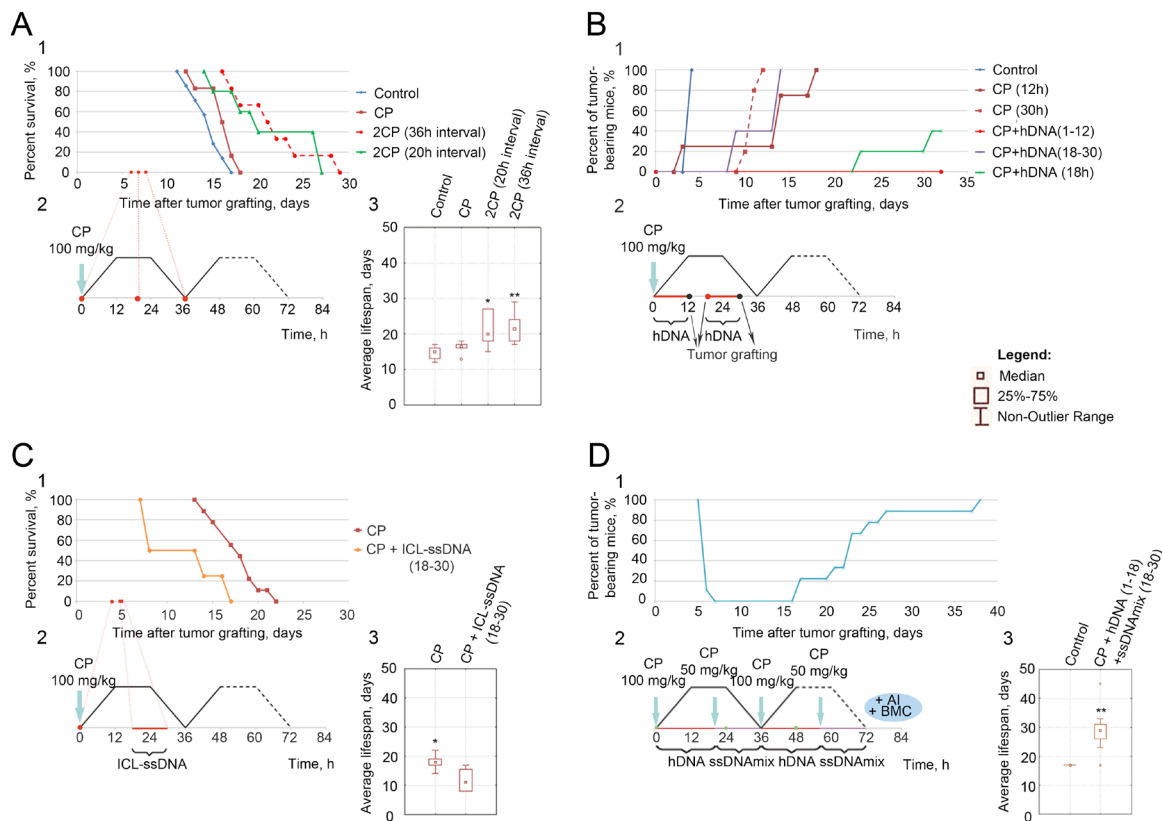 A
1
Percent survival, %
100
80
60
40
20
0
0 5 10 15 20 25 30
Time after tumor grafting, days
Control
CP
2CP (36h interval)
2CP (20h interval)
2
CP
100 mg/kg
0 12 24 36 48 60 72 84
Time, h
3
Control
CP
2CP (20h interval)
2CP (36h interval)
Average lifespan, days
50
40
30
20
10
0
*
**
B
1
Percent of tumor-
bearing mice, %
100
80
60
40
20
0
0 5 10 15 20 25 30 35
Time after tumor grafting, days
Control
CP (12h)
CP (30h)
CP+hDNA(1-12)
CP+hDNA(18-30)
CP+hDNA (18h)
2
CP
100 mg/kg
0 12 24 36 48 60 72 84
hDNA hDNA
Time, h
Tumor grafting
Legend:
Median
25%-75%
Non-Outlier Range
C
1
Percent survival, %
100
80
60
40
20
0
0 5 10 15 20 25 30
Time after tumor grafting, days
CP
CP + ICL-ssDNA
(18-30)
2
CP
100 mg/kg
0 12 24 36 48 60 72 84
ICL-ssDNA
Time, h
3
CP
CP + ICL-ssDNA
(18-30)
Average lifespan, days
50
40
30
20
10
0
*
D
1
Percent of tumor-
bearing mice, %
100
80
60
40
20
0
0 5 10 15 20 25 30 35 40
Time after tumor grafting, days
2
CP
100 mg/kg
CP
50 mg/kg
CP
100 mg/kg
CP
50 mg/kg
+ AI
+ BMC
0 12 24 36 48 60 72 84
hDNA ssDNAmix hDNA ssDNAmix
Time, h
3
Control
CP + hDNA (1-18)
+ssDNAmix (18-30)
Average lifespan, days
50
40
30
20
10
0
**